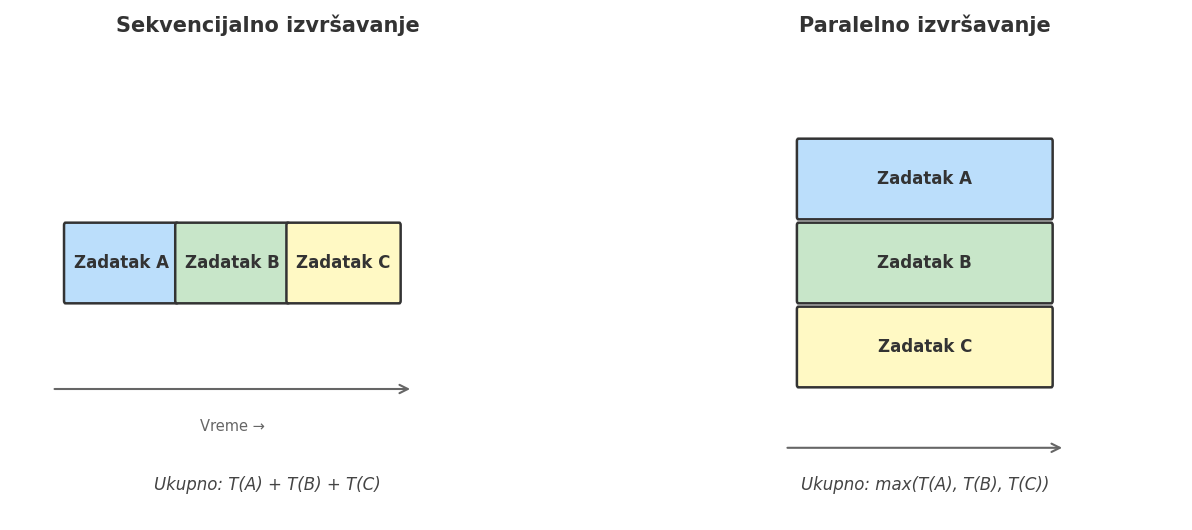 Sekvencijalno izvršavanje
Zadatak A
Zadatak B
Zadatak C
Vreme →
Ukupno: T(A) + T(B) + T(C)
Paralelno izvršavanje
Zadatak A
Zadatak B
Zadatak C
Ukupno: max(T(A), T(B), T(C))